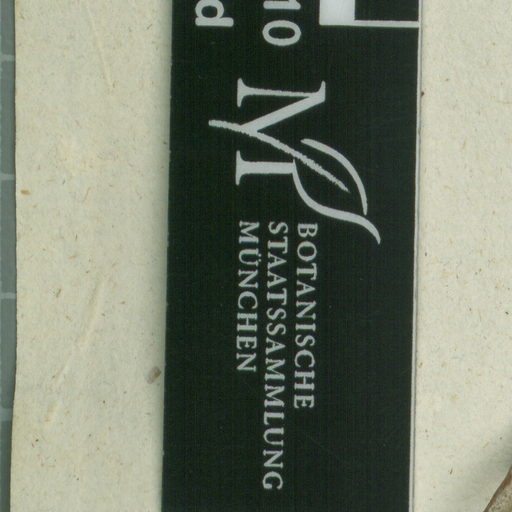 10
d
BOTANISCHE
STAATSSAMMLUNG
MÜNCHEN